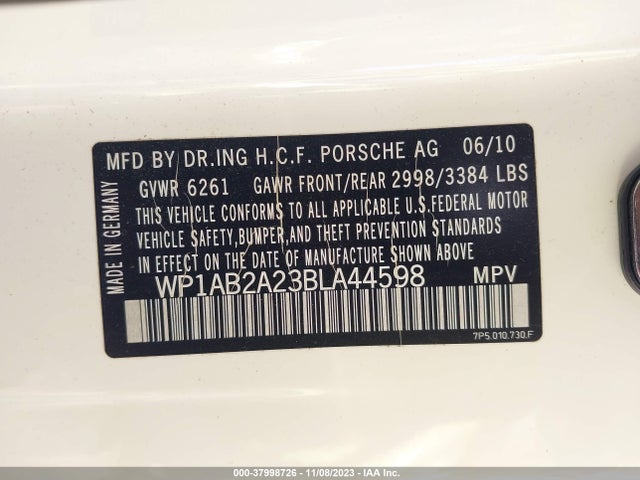 MFD BY DR.ING H.C.F. PORSCHE AG 06/10
GVWR 6261 GAWR FRONT/REAR 2998/3384 LBS
THIS VEHICLE CONFORMS TO ALL APPLICABLE U.S.FEDERAL MOTOR
VEHICLE SAFETY,BUMPER,AND THEFT PREVENTION STANDARDS
IN EFFECT ON THE DATE OF MANUFACTURE SHOWN ABOVE
WP1AB2A23BLA44598 MPV
MADE IN GERMANY
7P5.010.730.F
000-37998726 - 11/08/2023 - IAA Inc.